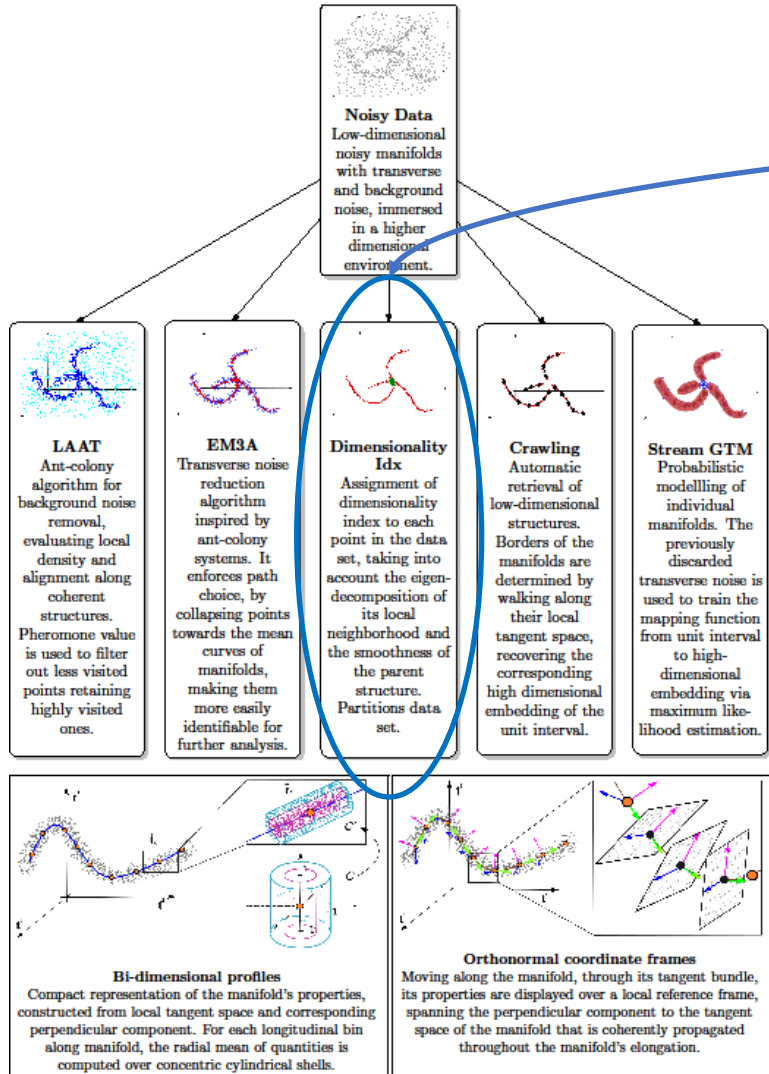 Noisy Data
Low-dimensional
noisy manifolds
with transverse
and background
noise, immersed
in a higher
dimensional
environment.
LAAT
Ant-colony
algorithm for
background noise
removal,
evaluating local
density and
alignment along
coherent
structures.
Pheromone value
is used to filter
out less visited
points retaining
highly visited
ones.
EM3A
Transverse noise
reduction
algorithm
inspired by
ant-colony
systems. It
enforces path
choice, by
collapsing points
towards the mean
curves of
manifolds,
making them
more easily
identifiable for
further analysis.
Dimensionality
Idx
Assignment of
dimensionality
index to each
point in the data
set, taking into
account the eigen-
decomposition of
its local
neighborhood and
the smoothness of
the parent
structure.
Partitions data
set.
Crawling
Automatic
retrieval of
low-dimensional
structures.
Borders of the
manifolds are
determined by
walking along
their local
tangent space,
recovering the
corresponding
high dimensional
embedding of the
unit interval.
Stream GTM
Probabilistic
modellling of
individual
manifolds. The
previously
discarded
transverse noise is
used to train the
mapping function
from unit interval
to high-
dimensional
embedding via
maximum like-
lihood estimation.
Bi-dimensional profiles
Compact representation of the manifold's properties,
constructed from local tangent space and corresponding
perpendicular component. For each longitudinal bin
along manifold, the radial mean of quantities is
computed over concentric cylindrical shells.
Orthonormal coordinate frames
Moving along the manifold, through its tangent bundle,
its properties are displayed over a local reference frame,
spanning the perpendicular component to the tangent
space of the manifold that is coherently propagated
throughout the manifold's elongation.